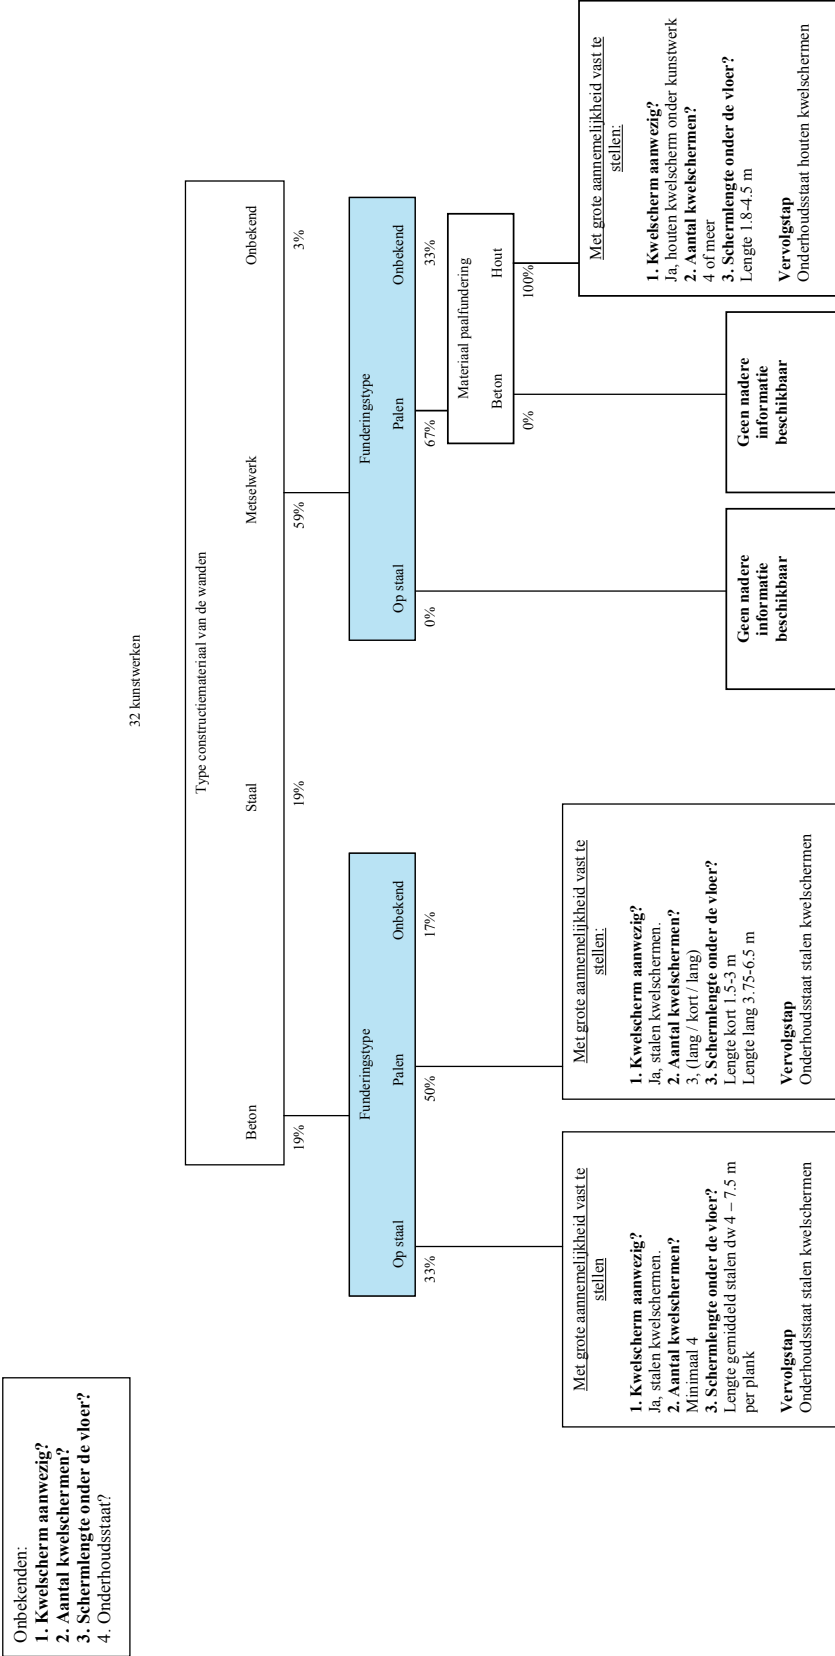 Onbekenden:
1. Kwelscherm aanwezig?
2. Aantal kwelschermen?
3. Schermlengte onder de vloer?
4. Onderhoudsstaat?
32 kunstwerken
Type constructiemateriaal van de wanden
Beton
Staal
Metselwerk
Onbekend
19%
19%
59%
3%
Funderingstype
Op staal
Palen
Onbekend
33%
50%
17%
Funderingstype
Op staal
Palen
Onbekend
0%
67%
33%
Materiaal paalfundering
Beton
Hout
0%
100%
Met grote aannemelijkheid vast te
stellen
1. Kwelscherm aanwezig?
Ja, stalen kwelschermen.
2. Aantal kwelschermen?
Minimaal 4
3. Schermlengte onder de vloer?
Lengte gemiddeld stalen dw 4 – 7.5 m
per plank
Vervolgstap
Onderhoudsstaat stalen kwelschermen
Met grote aannemelijkheid vast te
stellen:
1. Kwelscherm aanwezig?
Ja, stalen kwelschermen.
2. Aantal kwelschermen?
3, (lang / kort / lang)
3. Schermlengte onder de vloer?
Lengte kort 1.5-3 m
Lengte lang 3.75-6.5 m
Vervolgstap
Onderhoudsstaat stalen kwelschermen
Geen nadere
informatie
beschikbaar
Geen nadere
informatie
beschikbaar
Met grote aannemelijkheid vast te
stellen:
1. Kwelscherm aanwezig?
Ja, houten kwelscherm onder kunstwerk
2. Aantal kwelschermen?
4 of meer
3. Schermlengte onder de vloer?
Lengte 1.8-4.5 m
Vervolgstap
Onderhoudsstaat houten kwelschermen